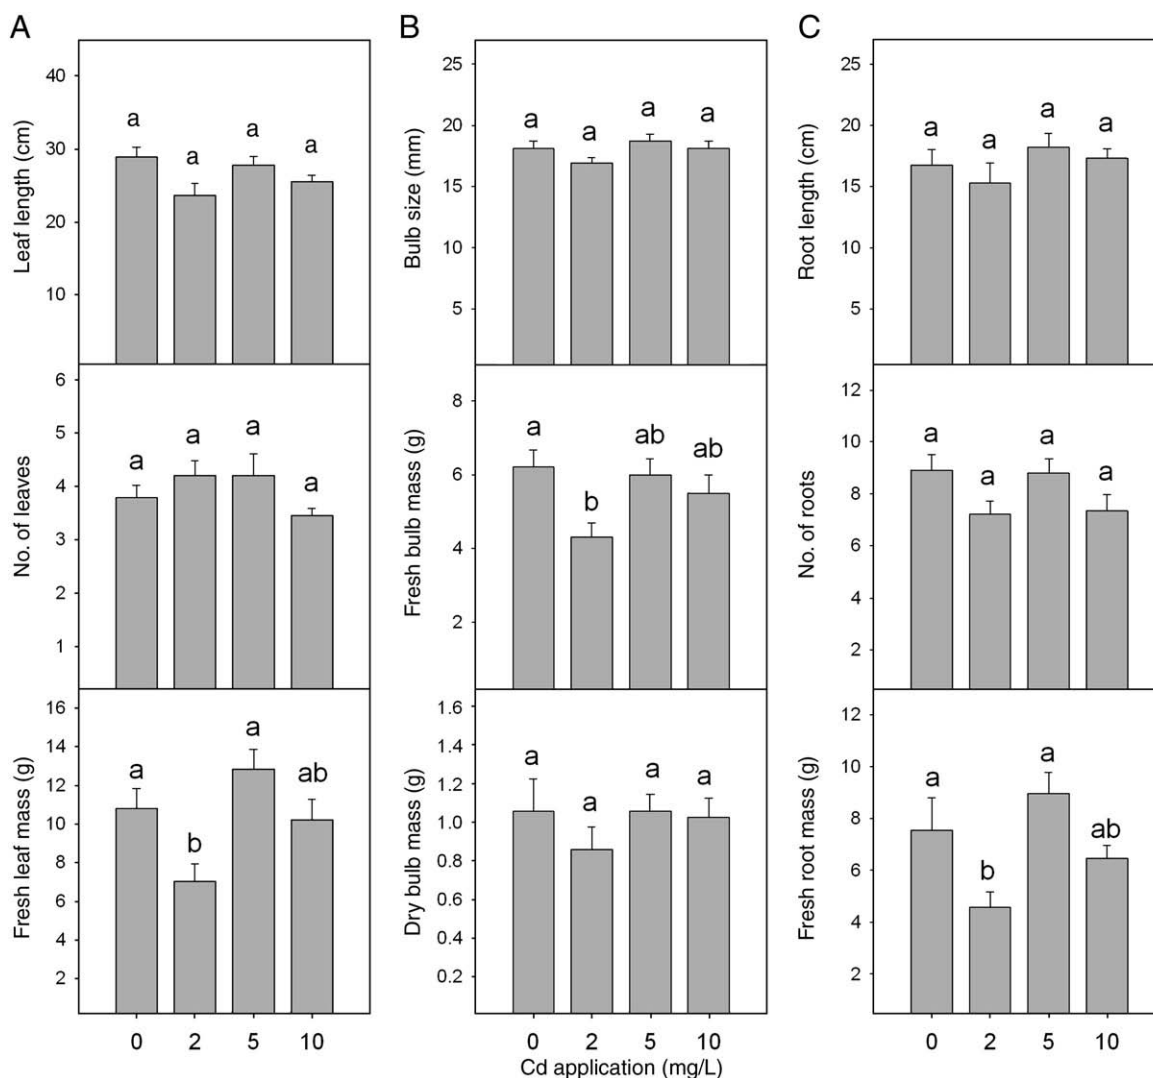 A
Leaf length (cm)
40
30
20
10
a
a
a
a
No. of leaves
6
5
4
3
2
1
a
a
a
a
Fresh leaf mass (g)
16
14
12
10
8
6
4
2
a
b
a
ab
0 2 5 10
B
Bulb size (mm)
25
20
15
10
5
a
a
a
a
Fresh bulb mass (g)
8
6
4
2
a
b
ab
ab
Dry bulb mass (g)
1.6
1.4
1.2
1.0
0.8
0.6
0.4
0.2
a
a
a
a
0 2 5 10
Cd application (mg/L)
C
Root length (cm)
25
20
15
10
5
a
a
a
a
No. of roots
12
10
8
6
4
2
a
a
a
a
Fresh root mass (g)
12
10
8
6
4
2
a
b
a
ab
0 2 5 10